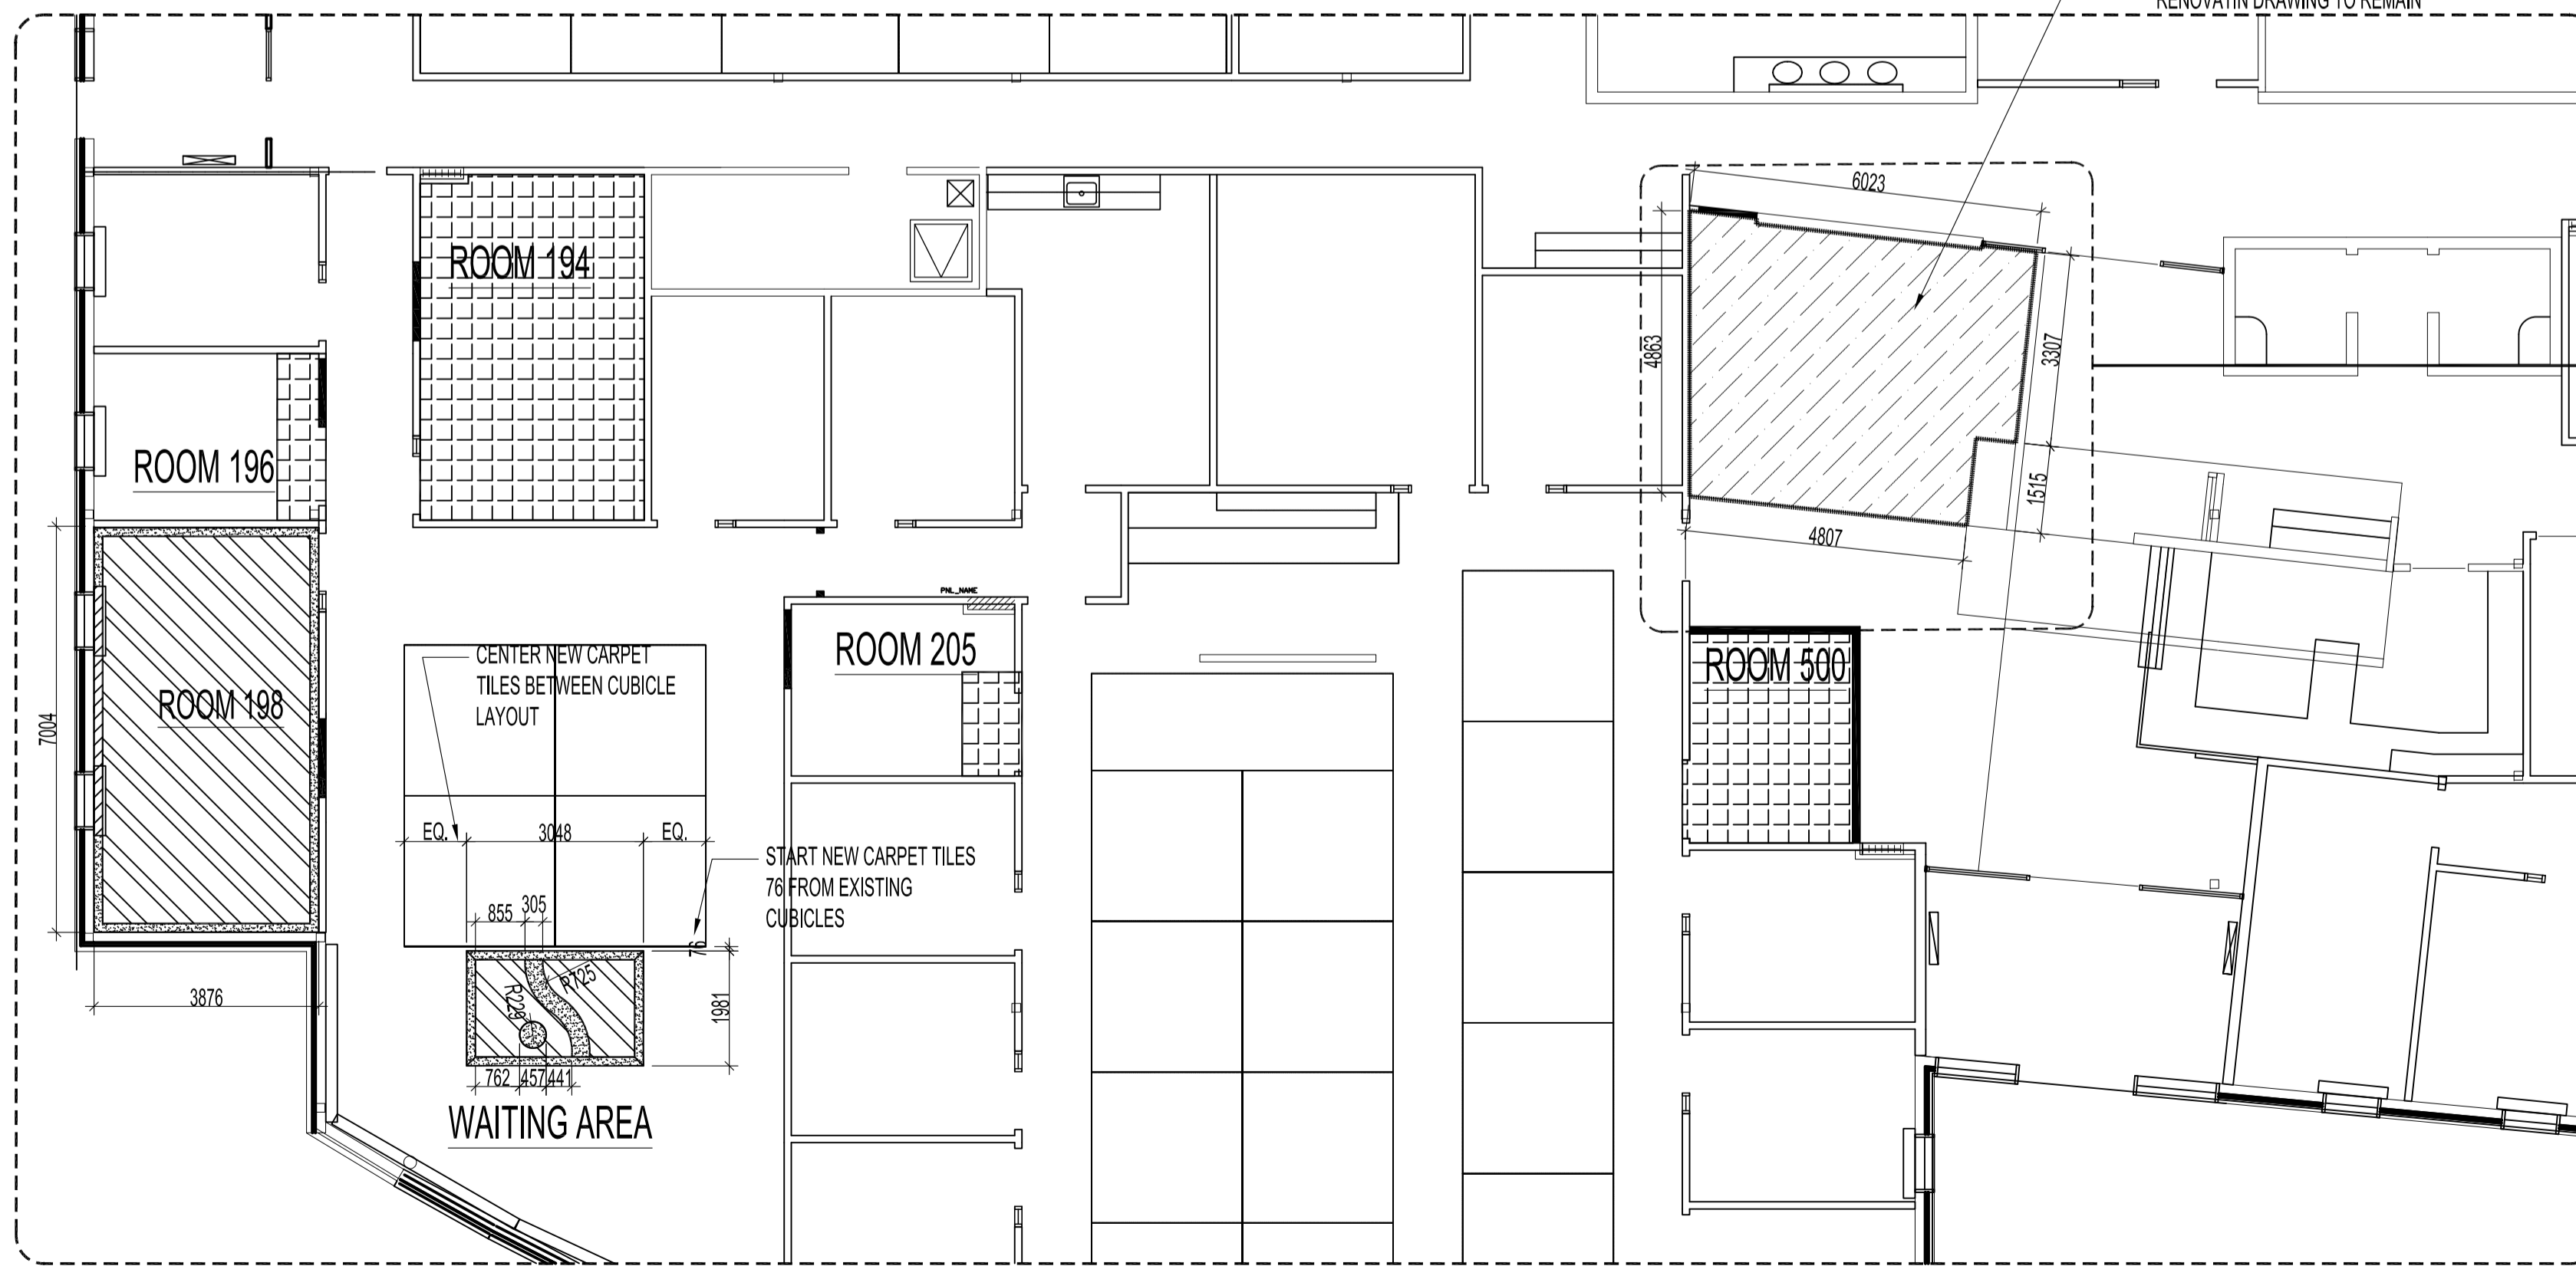 RENOVATIN DRAWING TO REMAIN
6023
ROOM 194
4863
3307
ROOM 196
1515
4807
PNL_NAME
ROOM 205
ROOM 500
CENTER NEW CARPET
TILES BETWEEN CUBICLE
LAYOUT
ROOM 198
7004
EQ.
3048
EQ.
START NEW CARPET TILES
76 FROM EXISTING
CUBICLES
855
305
76
R725
R229
3876
1981
762
457
441
WAITING AREA